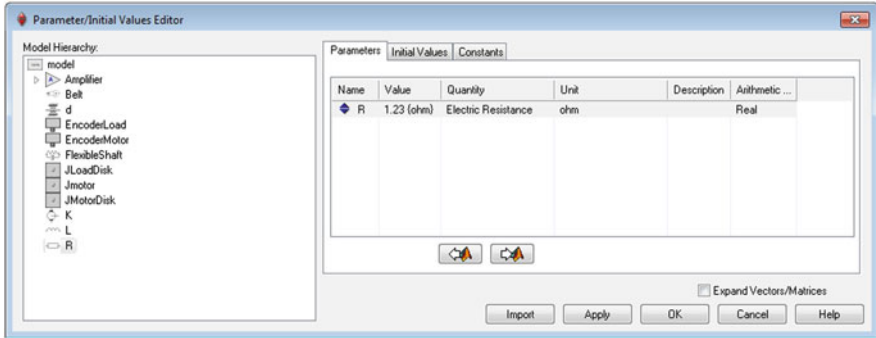 Parameter/Initial Values Editor
Model Hierarchy:
model
Amplifier
Belt
d
EncoderLoad
EncoderMotor
FlexibleShaft
JLoadDisk
Jmotor
JMotorDisk
K
L
R
Parameters Initial Values Constants
Name Value Quantity Unit Description Arithmetic ...
R 1.23 (ohm) Electric Resistance ohm Real
Expand Vectors/Matrices
Import Apply OK Cancel Help